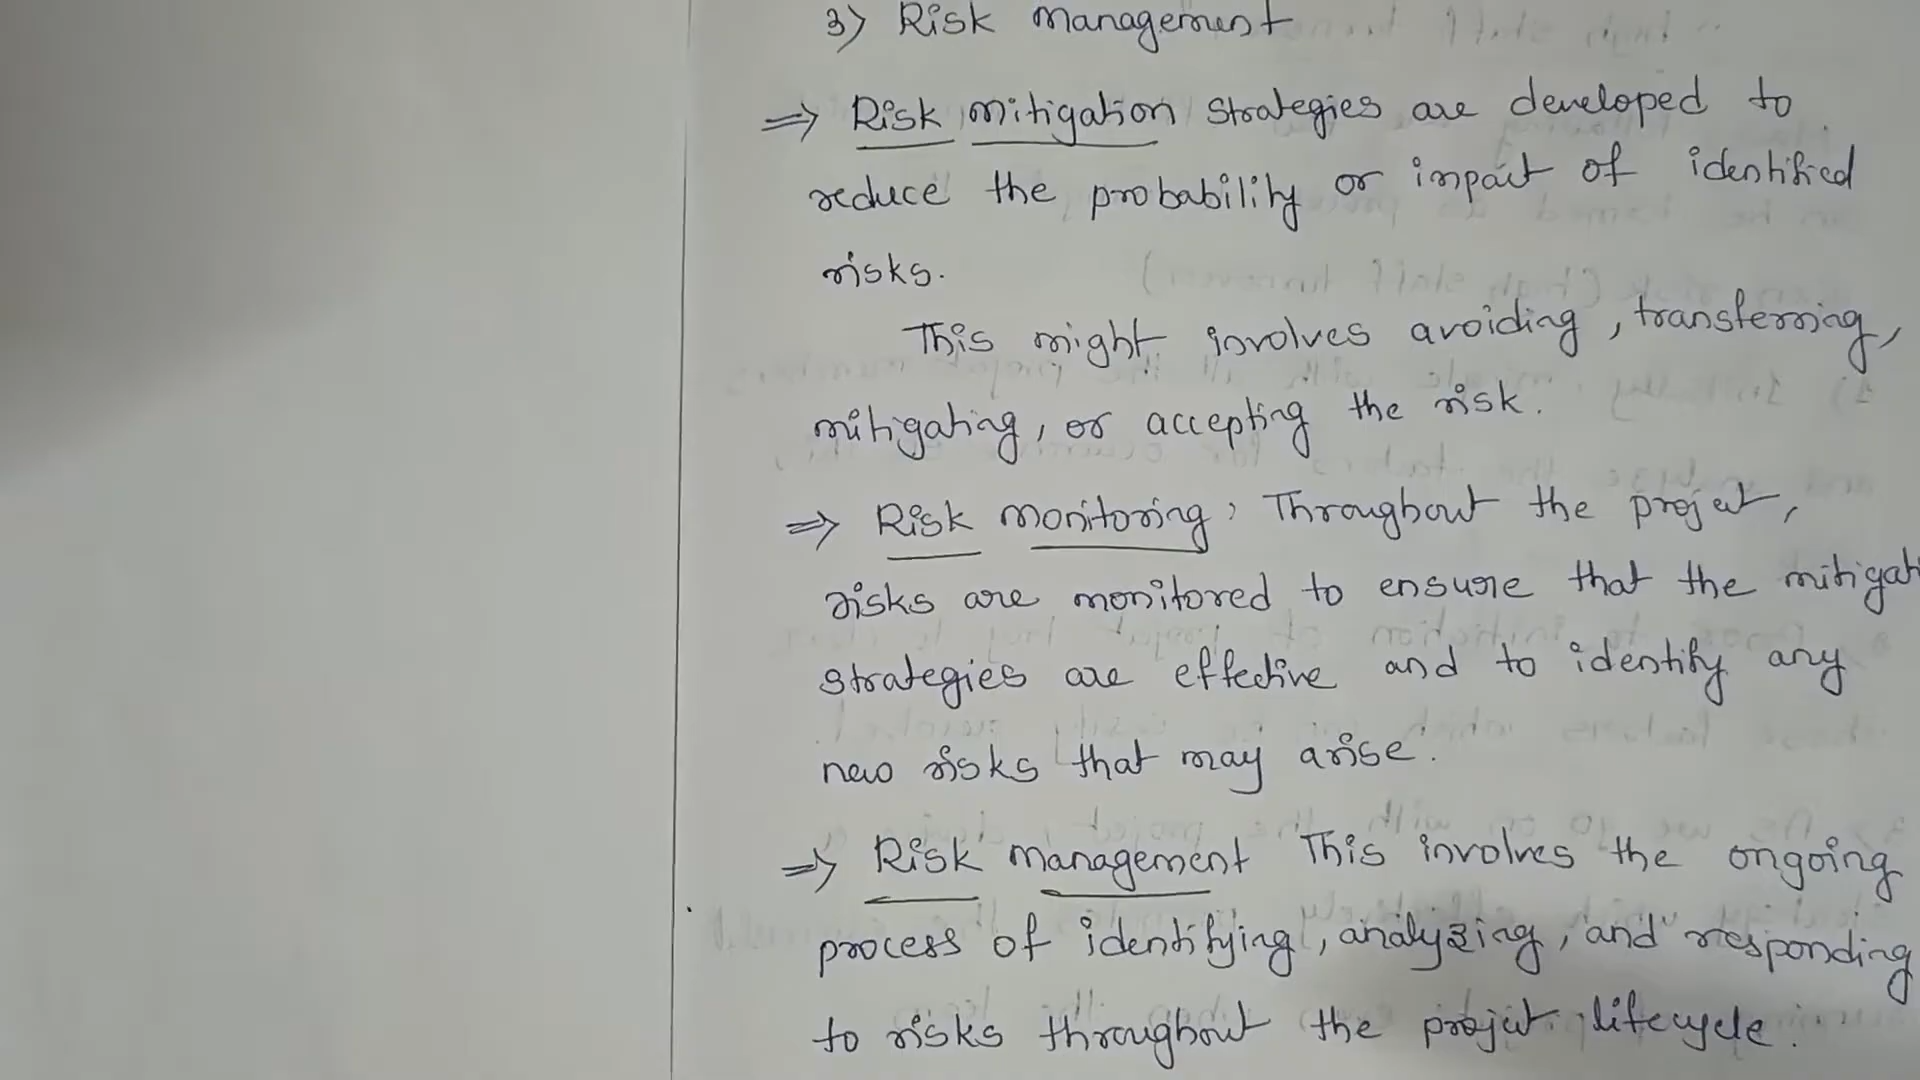 3) Risk management
⇒ Risk mitigation strategies are developed to
reduce the probability or impact of identified
risks.
This might involves avoiding, transferring,
mitigating, or accepting the risk.
⇒ Risk monitoring: Throughout the project,
risks are monitored to ensure that the mitigat
strategies are effective and to identify any
new risks that may arise.
⇒ Risk management This involves the ongoing
process of identifying, analyzing, and responding
to risks throughout the project lifecycle.